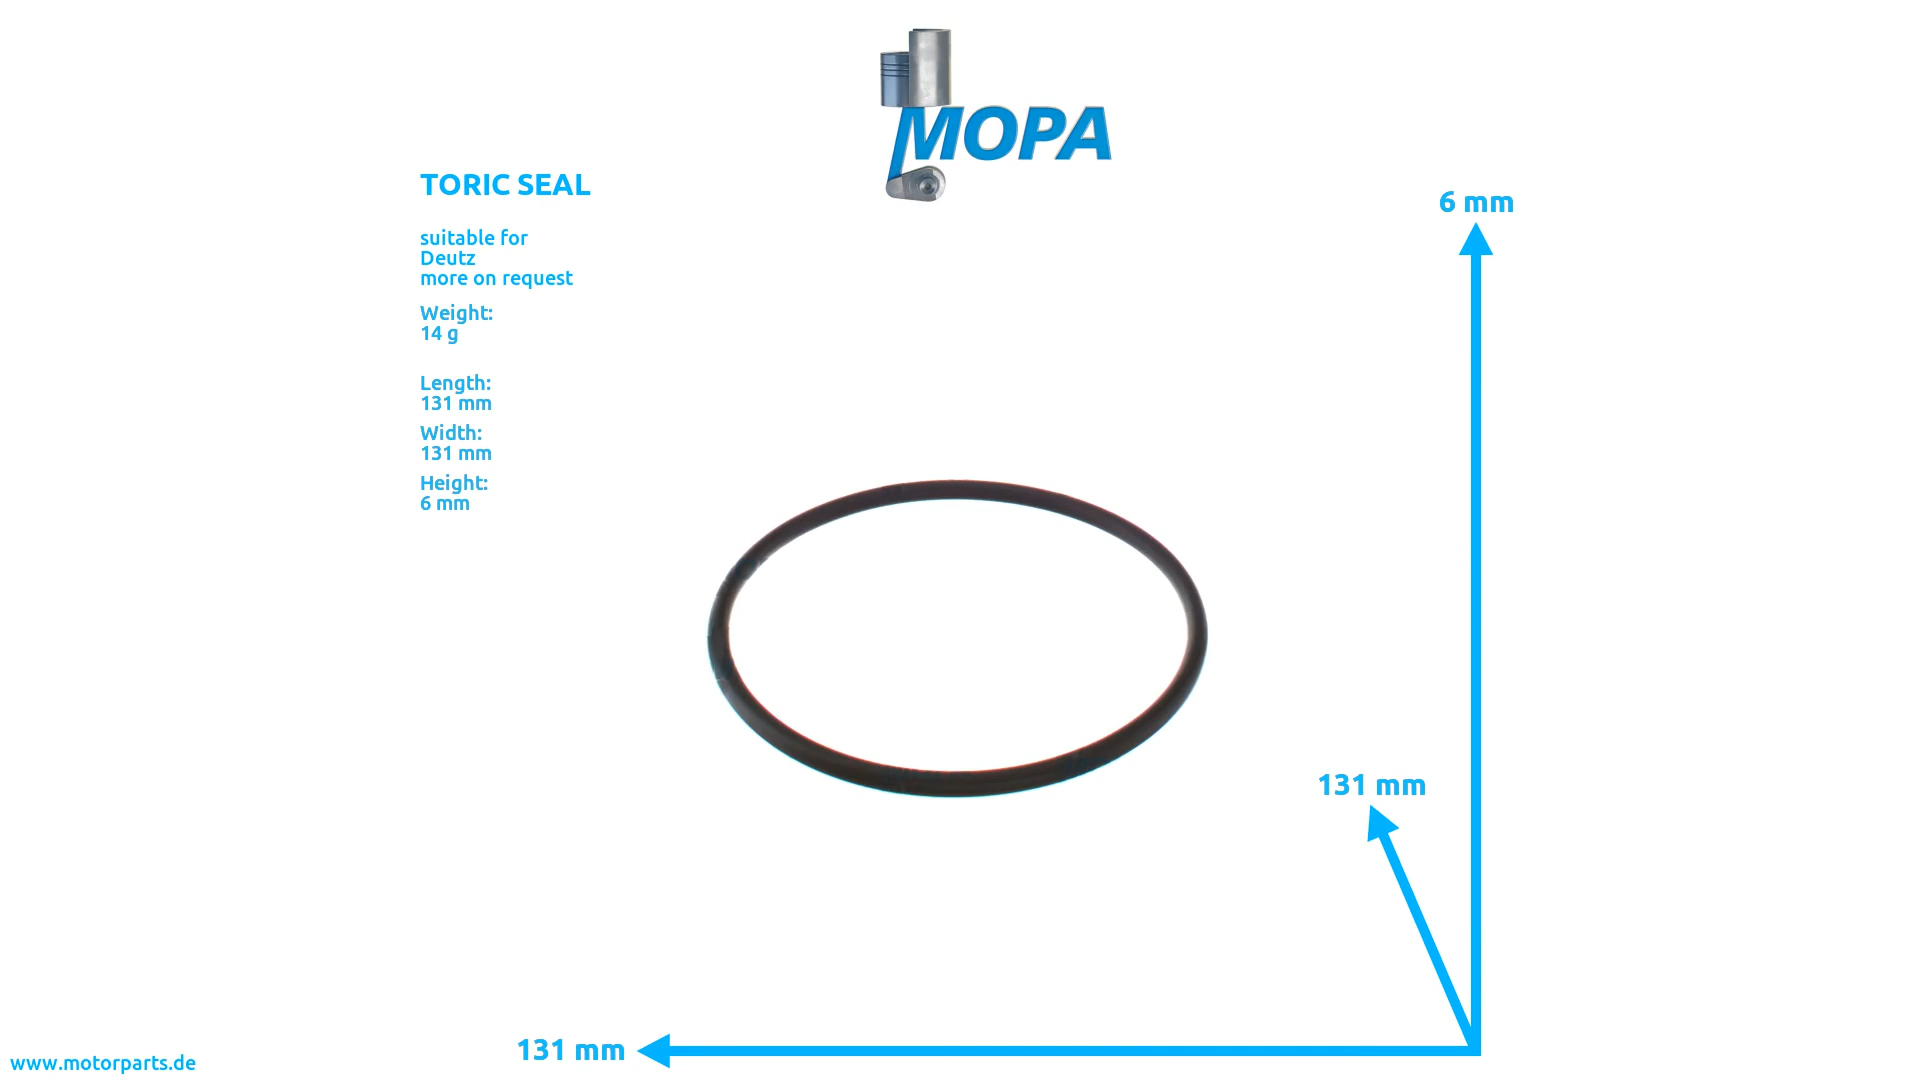 MOPA
TORIC SEAL
suitable for
Deutz
more on request
Weight:
14 g
Length:
131 mm
Width:
131 mm
Height:
6 mm
6 mm
131 mm
131 mm
www.motorparts.de